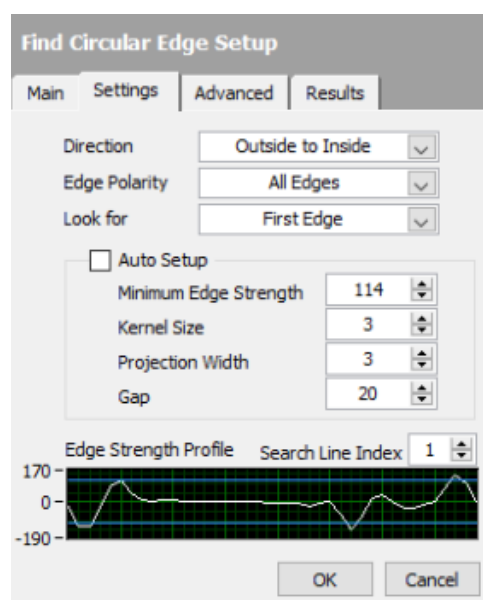 Find Circular Edge Setup
Main Settings Advanced Results
Direction Outside to Inside
Edge Polarity All Edges
Look for First Edge
Auto Setup
Minimum Edge Strength 114
Kernel Size 3
Projection Width 3
Gap 20
Edge Strength Profile Search Line Index 1
170
0
-190
OK Cancel